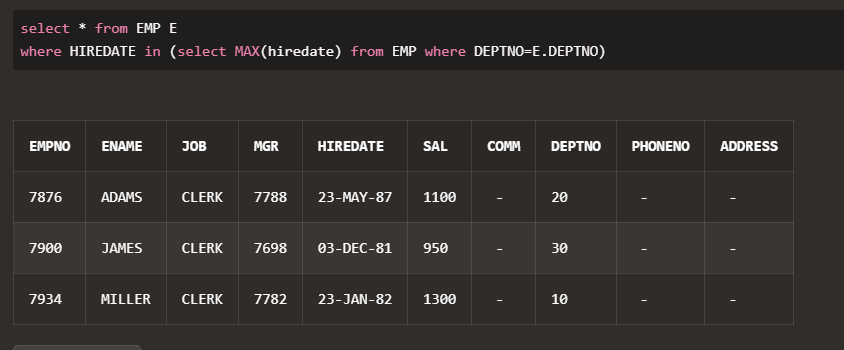 select * from EMP E
where HIREDATE in (select MAX(hiredate) from EMP where DEPTNO=E.DEPTNO)
EMPNO ENAME JOB MGR HIREDATE SAL COMM DEPTNO PHONENO ADDRESS
7876 ADAMS CLERK 7788 23-MAY-87 1100 - 20 - -
7900 JAMES CLERK 7698 03-DEC-81 950 - 30 - -
7934 MILLER CLERK 7782 23-JAN-82 1300 - 10 - -